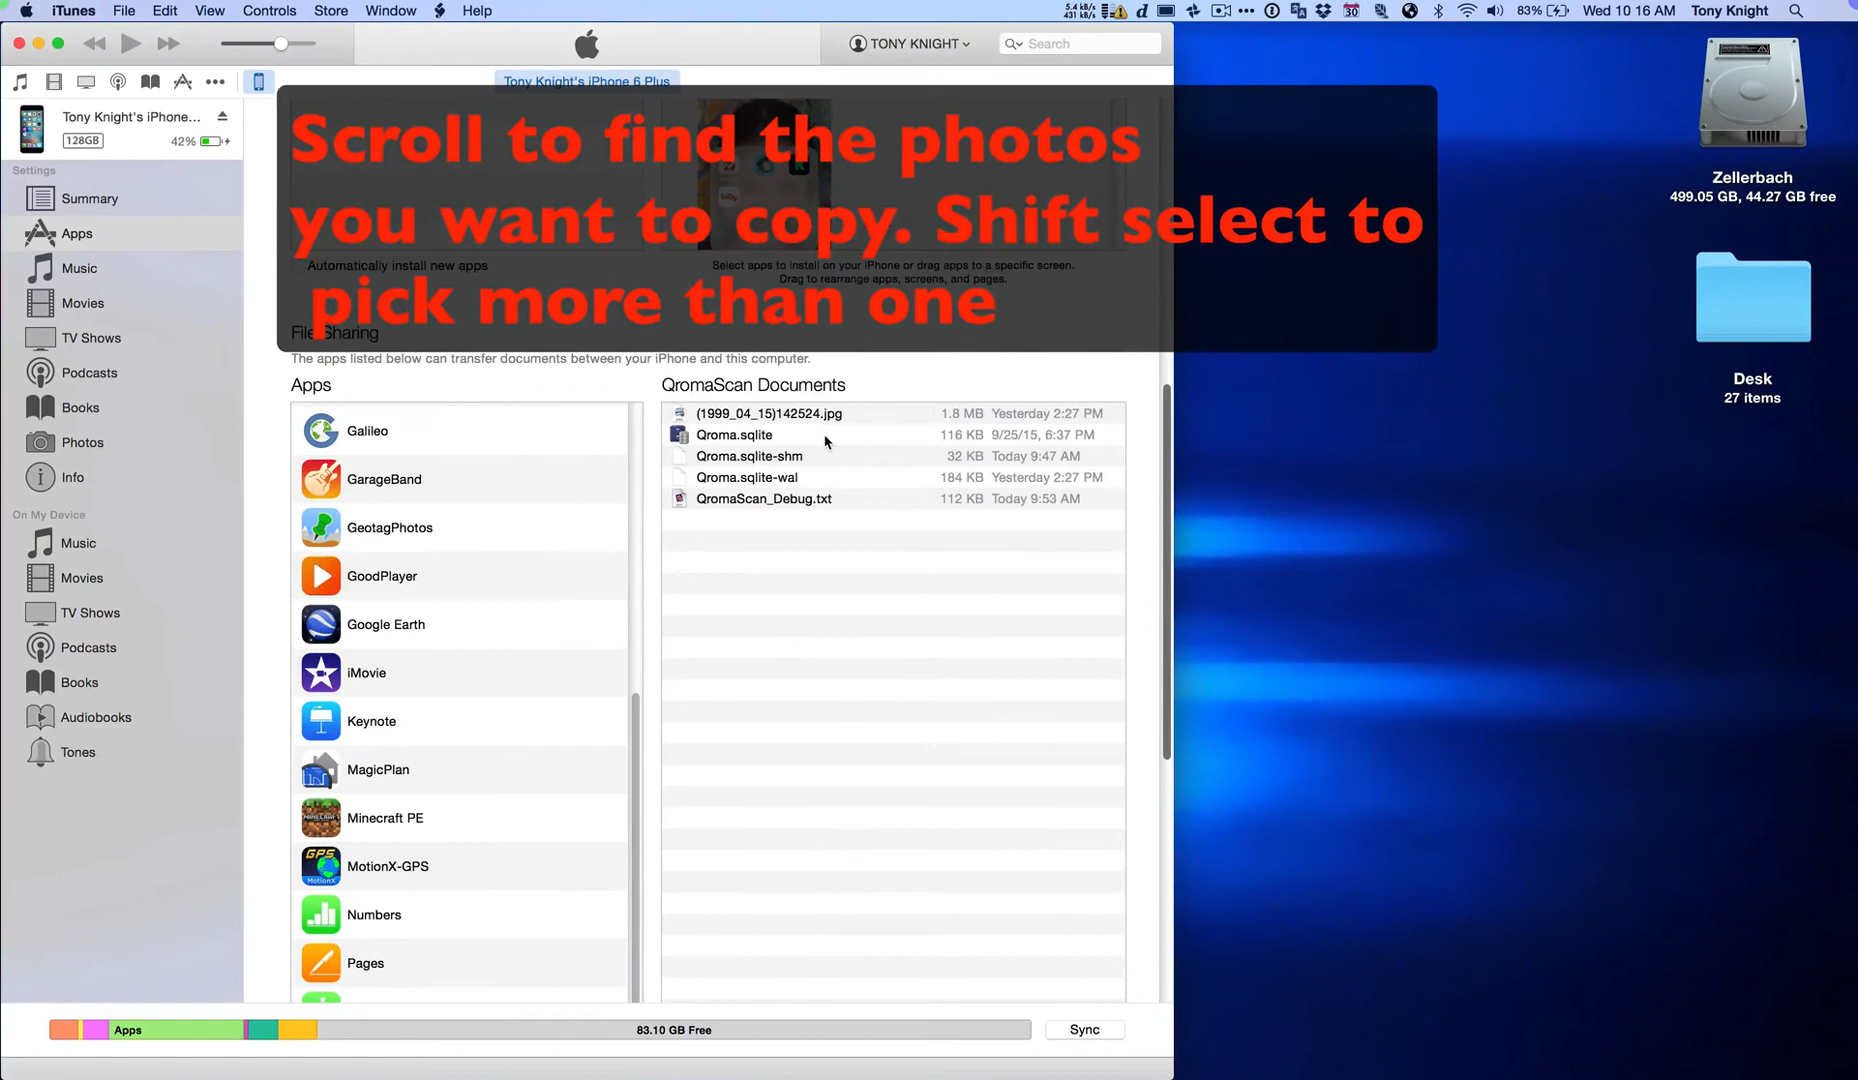 iTunes File Edit View Controls Store Window Help
5.4 kB/s
431 kB/s
83% Wed 10 16 AM Tony Knight
TONY KNIGHT
Search
Tony Knight's iPhone 6 Plus
Tony Knight's iPhone...
128GB
42%
Scroll to find the photos
you want to copy. Shift select to
pick more than one
Automatically install new apps
Select apps to install on your iPhone or drag apps to a specific screen.
Drag to rearrange apps, screens, and pages.
Settings
Summary
Apps
Music
Movies
TV Shows
Podcasts
Books
Photos
Info
On My Device
Music
Movies
TV Shows
Podcasts
Books
Audiobooks
Tones
File Sharing
The apps listed below can transfer documents between your iPhone and this computer.
Apps
Galileo
GarageBand
GeotagPhotos
GoodPlayer
Google Earth
iMovie
Keynote
MagicPlan
Minecraft PE
MotionX-GPS
Numbers
Pages
QromaScan Documents
(1999_04_15)142524.jpg 1.8 MB Yesterday 2:27 PM
Qroma.sqlite 116 KB 9/25/15, 6:37 PM
Qroma.sqlite-shm 32 KB Today 9:47 AM
Qroma.sqlite-wal 184 KB Yesterday 2:27 PM
QromaScan_Debug.txt 112 KB Today 9:53 AM
Apps
83.10 GB Free
Sync
Zellerbach
499.05 GB, 44.27 GB free
Desk
27 items